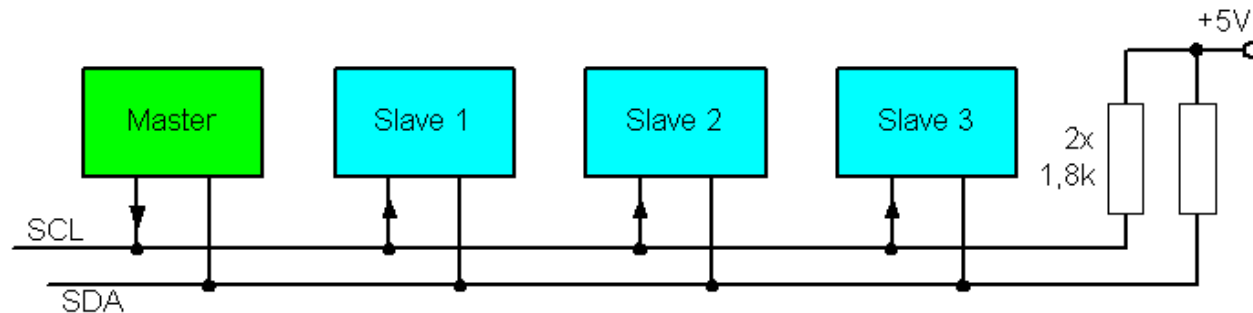 +5V
Master
Slave 1
Slave 2
Slave 3
2x
1,8k
SCL
SDA